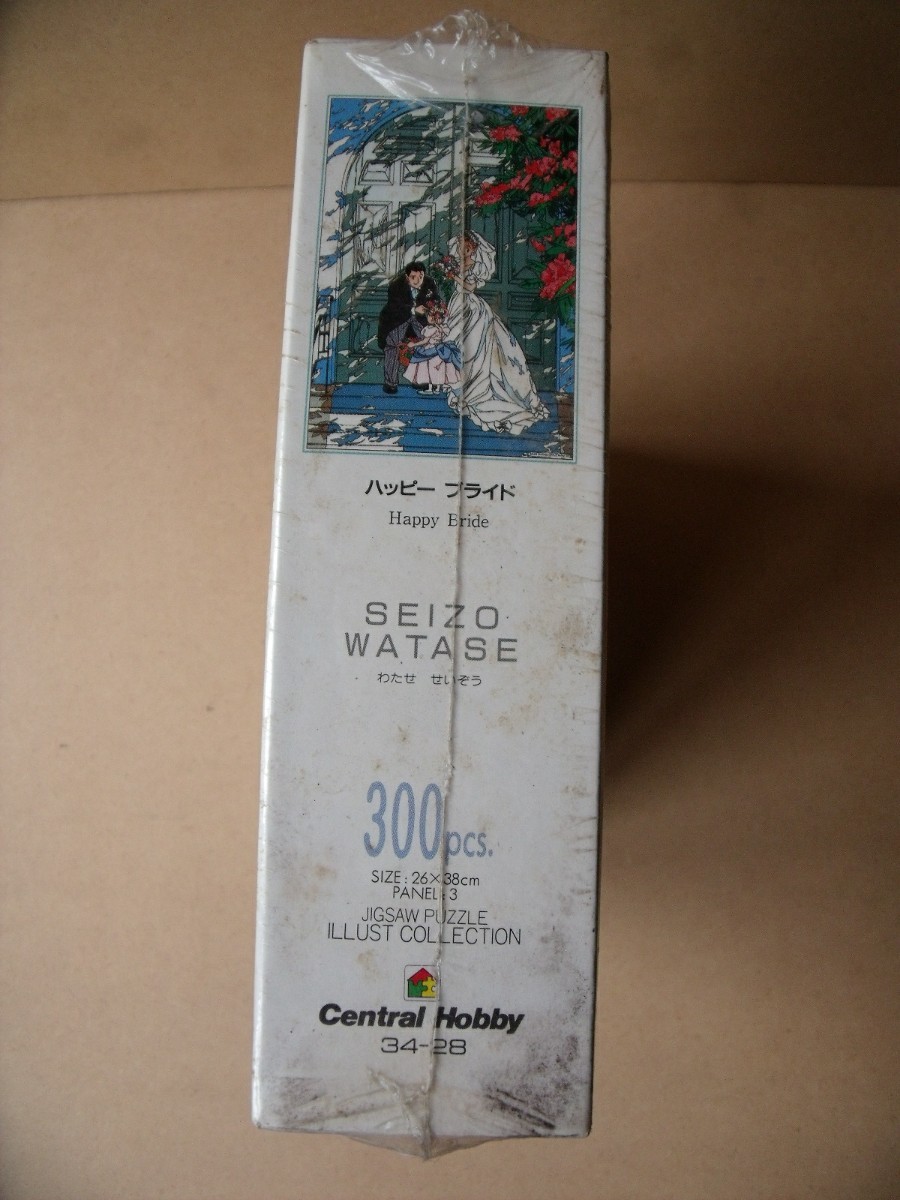 ハッピー ブライド
Happy Bride
SEIZO
WATASE
わたせ せいぞう
300pcs.
SIZE:26×38cm
PANEL:3
JIGSAW PUZZLE
ILLUST COLLECTION
Central Hobby
34-28